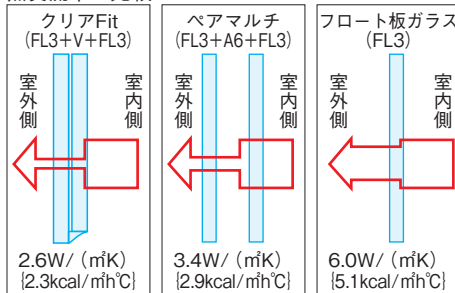 クリアFit
(FL3+V+FL3)
室外側
室内側
2.6W/（㎡K）
{2.3kcal/㎡h℃}
ペアマルチ
(FL3+A6+FL3)
室外側
室内側
3.4W/（㎡K）
{2.9kcal/㎡h℃}
フロート板ガラス
(FL3)
室外側
室内側
6.0W/（㎡K）
{5.1kcal/㎡h℃}